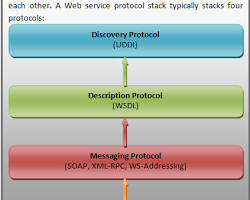 each other. A Web service protocol stack typically stacks four
protocols:
Discovery Protocol
(UDDI)
Description Protocol
(WSDL)
Messaging Protocol
(SOAP, XML-RPC, WS-Addressing)